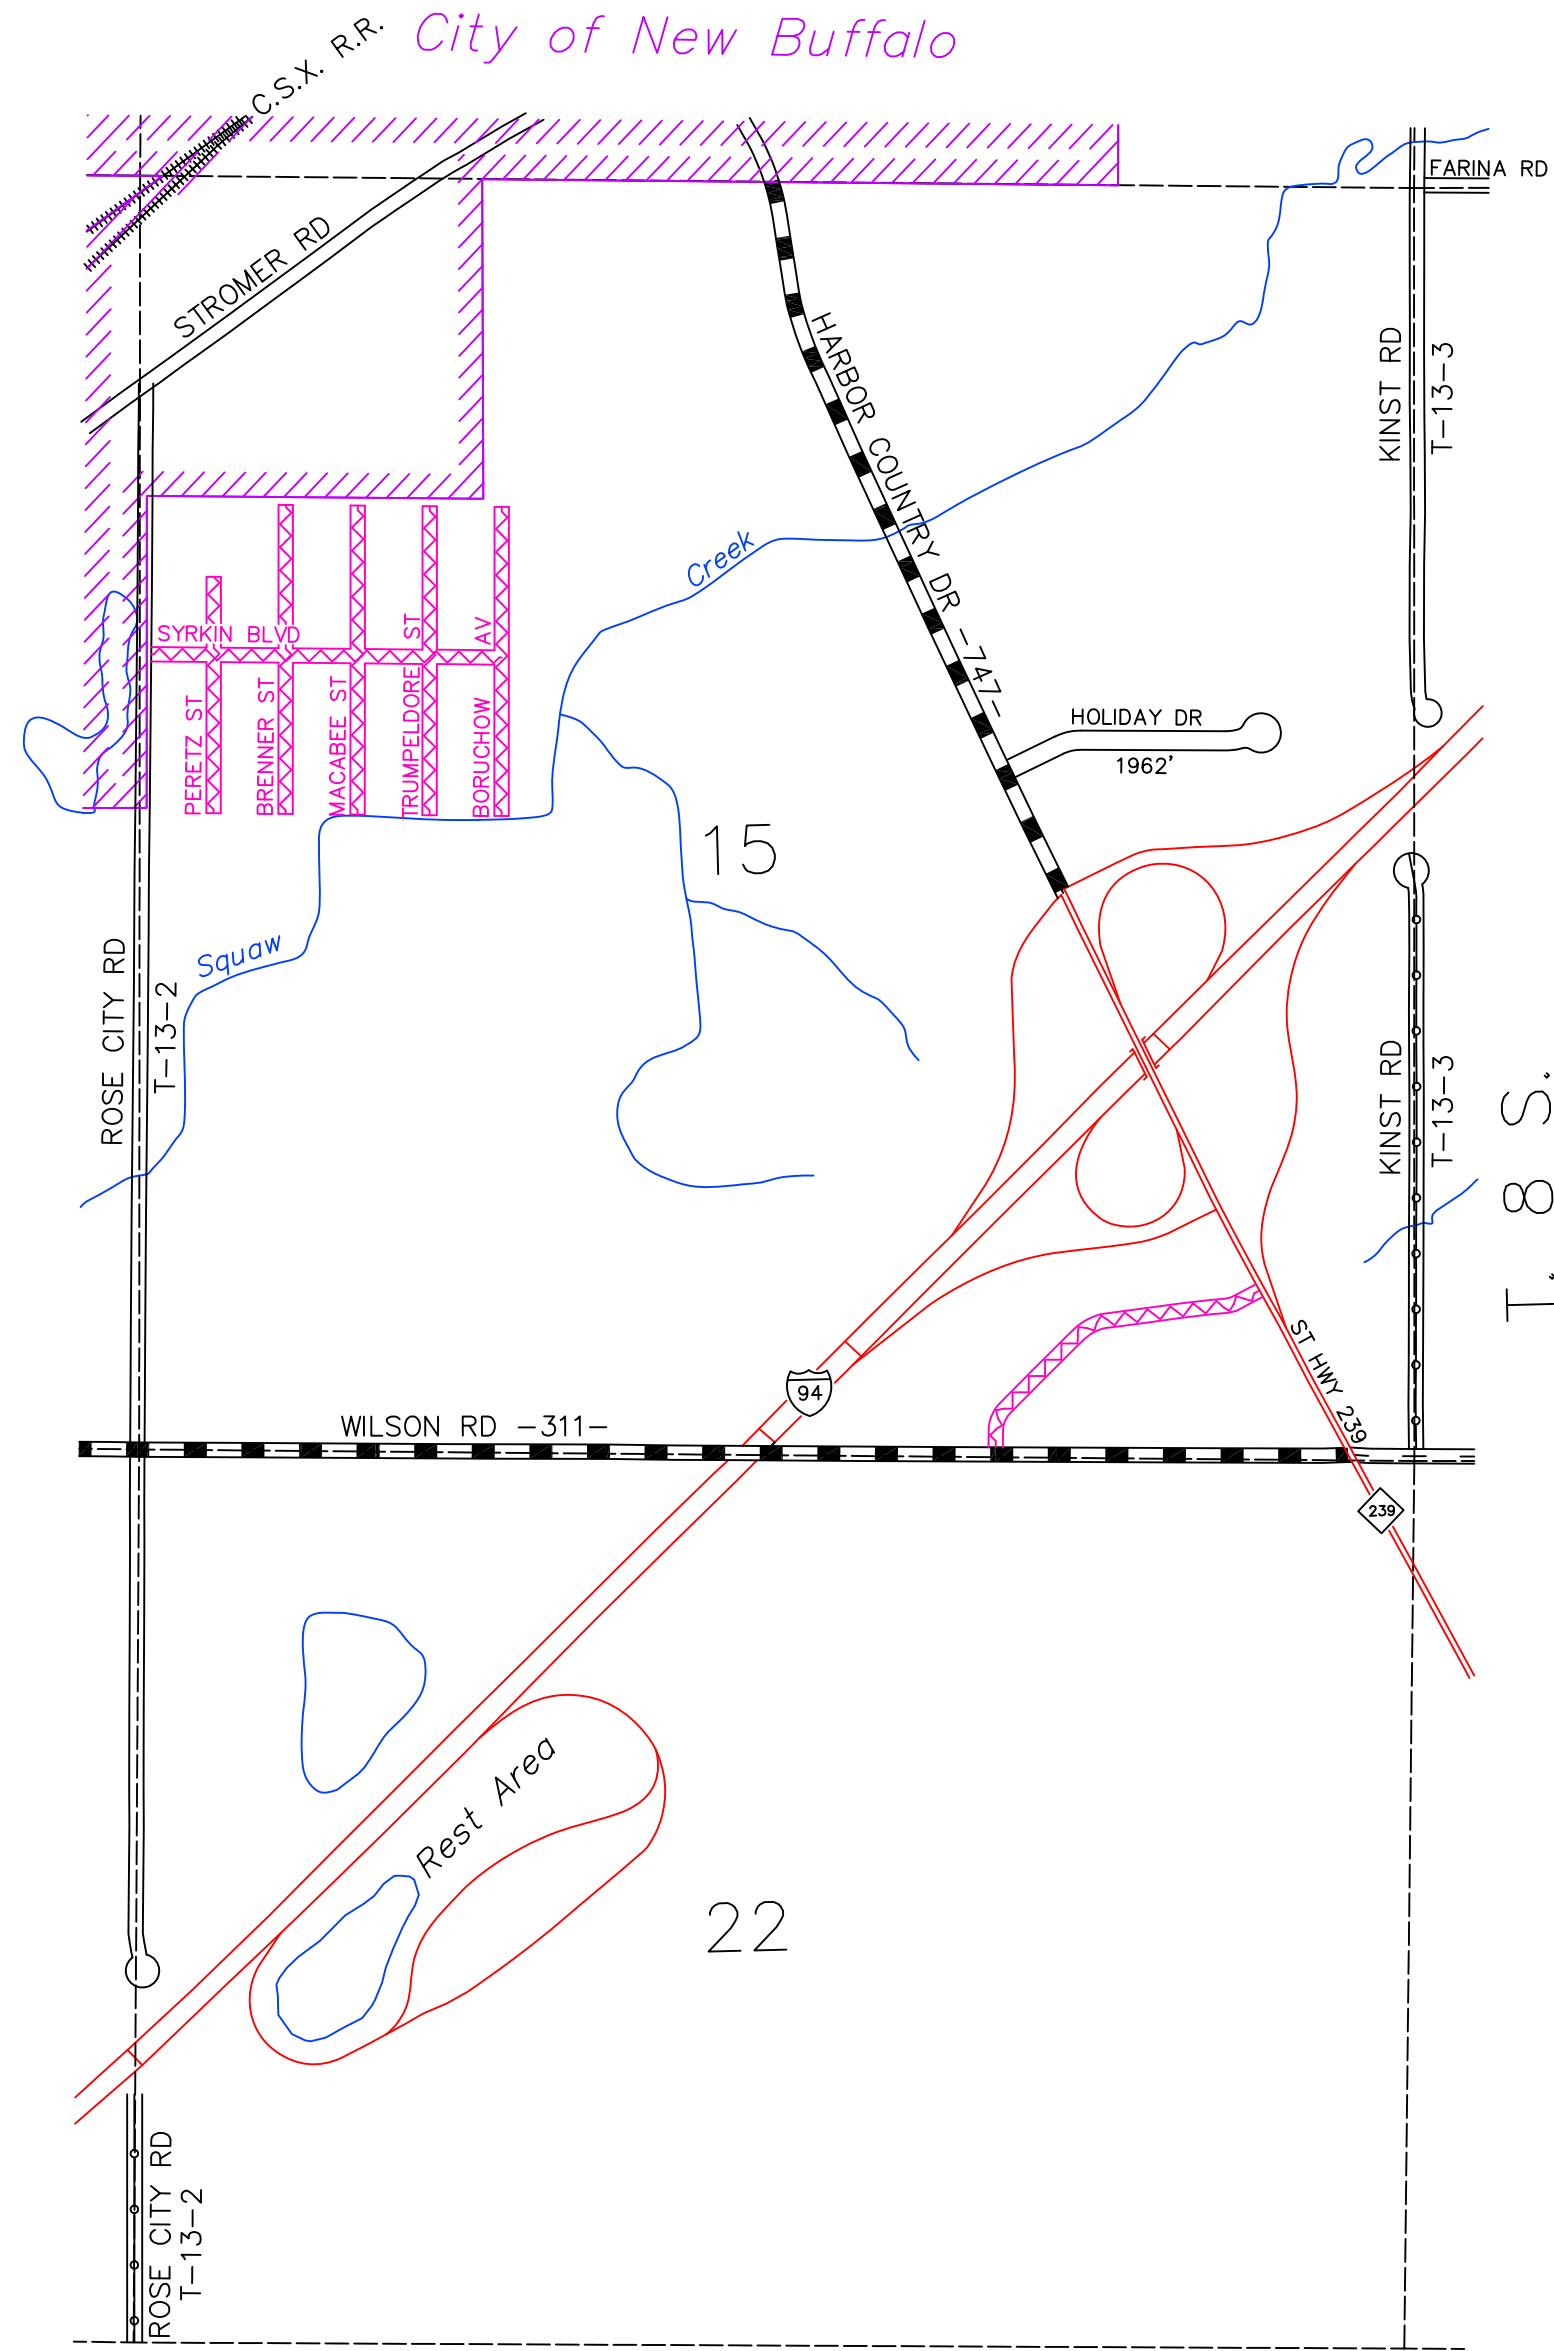 City of New Buffalo
C.S.X. R.R.
FARINA RD
STROMER RD
HARBOR COUNTRY DR -747-
KINST RD
T-13-3
Creek
SYRKIN BLVD
PERETZ ST
BRENNER ST
MACABEE ST
TRUMPELDORE ST
BORUCHOW AV
HOLIDAY DR
1962'
15
Squaw
ROSE CITY RD
T-13-2
KINST RD
T-13-3
T. 8 S.
ST HWY 239
94
WILSON RD -311-
239
Rest Area
22
ROSE CITY RD
T-13-2